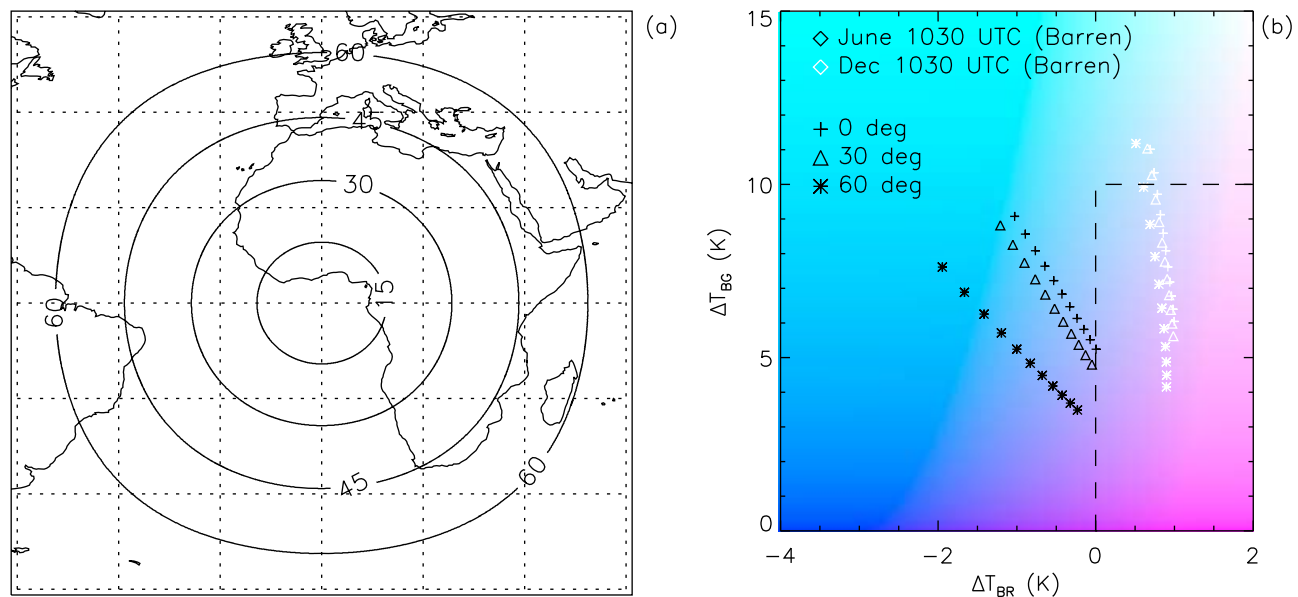 (a)
60
45
30
15
60
60
45
(b)
15
10
5
0
ΔT_BG (K)
◇ June 1030 UTC (Barren)
◇ Dec 1030 UTC (Barren)
+ 0 deg
△ 30 deg
✳ 60 deg
−4 −2 0 2
ΔT_BR (K)